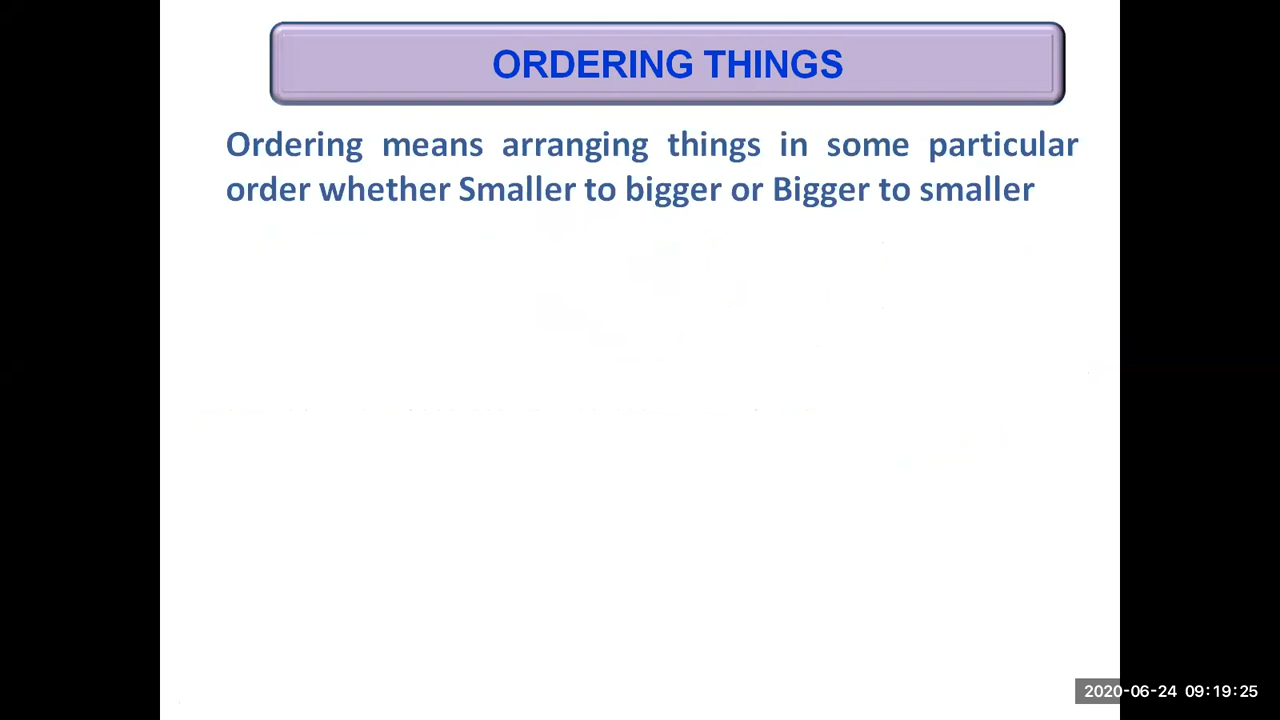 ORDERING THINGS
Ordering means arranging things in some particular
order whether Smaller to bigger or Bigger to smaller
2020-06-24 09:19:25